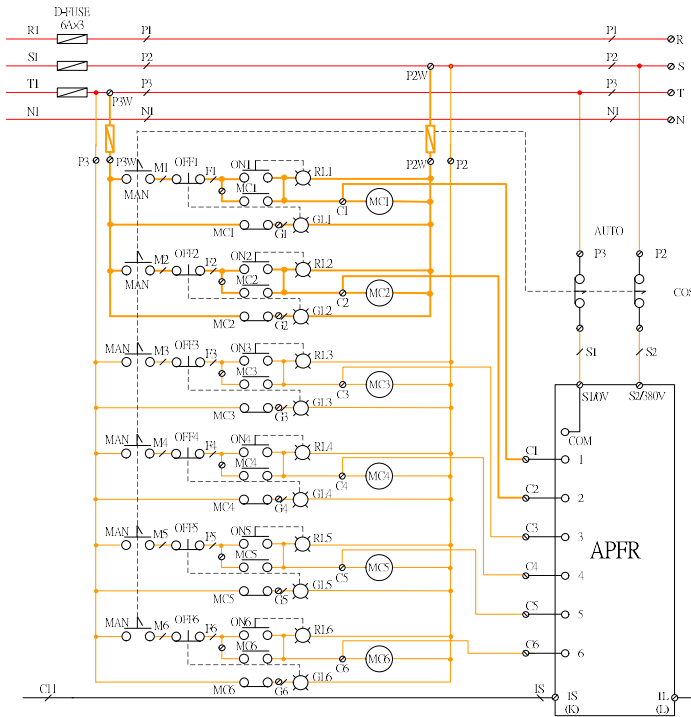 D-FUSE
6A×3
R1 P1 P1 R
S1 P2 P2W P2 S
T1 P3 P3W P3 T
N1 N1 N1 N
P3 P3W P2W P2
OFF1 ON1
MAN M1 F1 MC1 RL1 C1 MC1
MC1 G1 GL1
OFF2 ON2
MAN M2 F2 MC2 RL2 C2 MC2
MC2 G2 GL2
OFF3 ON3
MAN M3 F3 MC3 RL3 C3 MC3
MC3 G3 GL3
OFF4 ON4
MAN M4 F4 MC4 RL4 C4 MC4
MC4 G4 GL4
OFF5 ON5
MAN M5 F5 MC5 RL5 C5 MC5
MC5 G5 GL5
OFF6 ON6
MAN M6 F6 MC6 RL6 C6 MC6
MC6 G6 GL6
AUTO
P3 P2
COS
S1 S2
S1/0V S2/380V
COM
C1 1
C2 2
C3 3
APFR
C4 4
C5 5
C6 6
C11 IS IS IL
(K) (L)